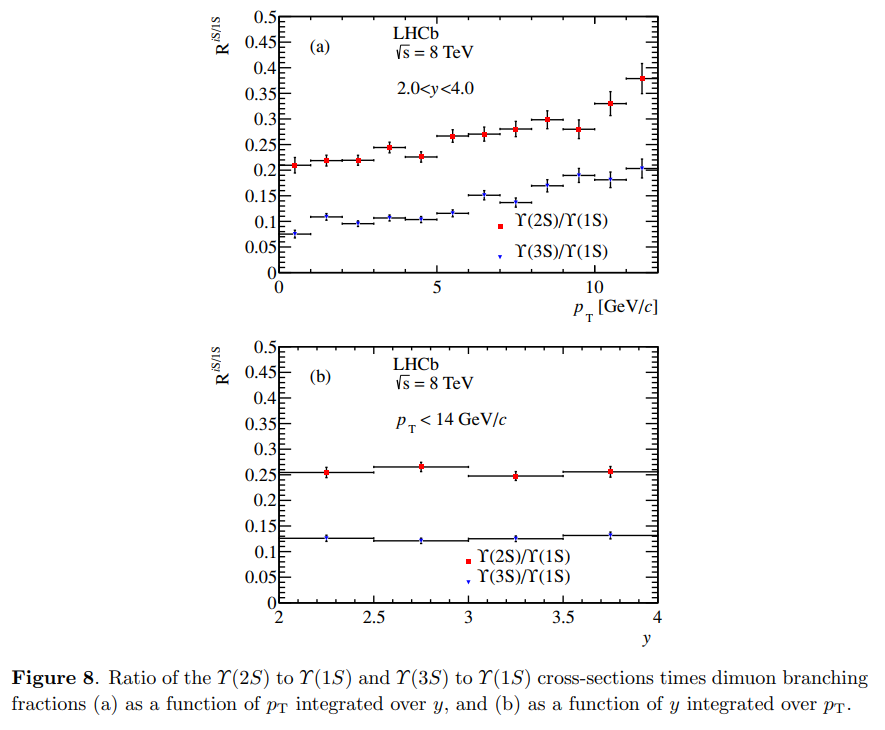 R^{iS/1S}
0.5
0.45
0.4
0.35
0.3
0.25
0.2
0.15
0.1
0.05
0
(a)
LHCb
√s = 8 TeV
2.0<y<4.0
ϒ(2S)/ϒ(1S)
ϒ(3S)/ϒ(1S)
0 5 10
p_T [GeV/c]
R^{iS/1S}
0.5
0.45
0.4
0.35
0.3
0.25
0.2
0.15
0.1
0.05
0
(b)
LHCb
√s = 8 TeV
p_T < 14 GeV/c
ϒ(2S)/ϒ(1S)
ϒ(3S)/ϒ(1S)
2 2.5 3 3.5 4
y
Figure 8. Ratio of the ϒ(2S) to ϒ(1S) and ϒ(3S) to ϒ(1S) cross-sections times dimuon branching
fractions (a) as a function of p_T integrated over y, and (b) as a function of y integrated over p_T.